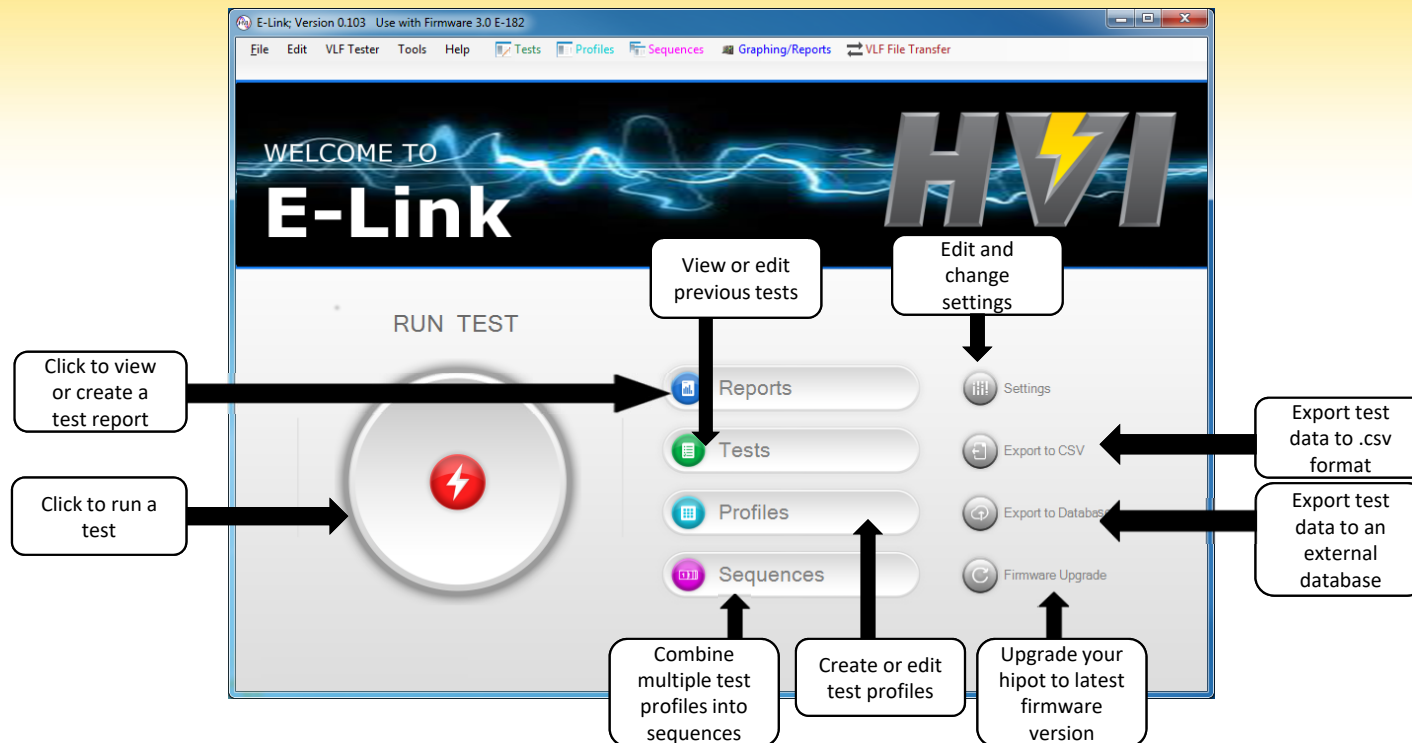 E-Link; Version 0.103 Use with Firmware 3.0 E-182
File Edit VLF Tester Tools Help Tests Profiles Sequences Graphing/Reports VLF File Transfer
WELCOME TO
E-Link
HVI
View or edit
previous tests
Edit and
change
settings
RUN TEST
Click to view
or create a
test report
Reports
Settings
Tests
Export to CSV
Export test
data to .csv
format
Click to run a
test
Profiles
Export to Database
Export test
data to an
external
database
Sequences
Firmware Upgrade
Combine
multiple test
profiles into
sequences
Create or edit
test profiles
Upgrade your
hipot to latest
firmware
version